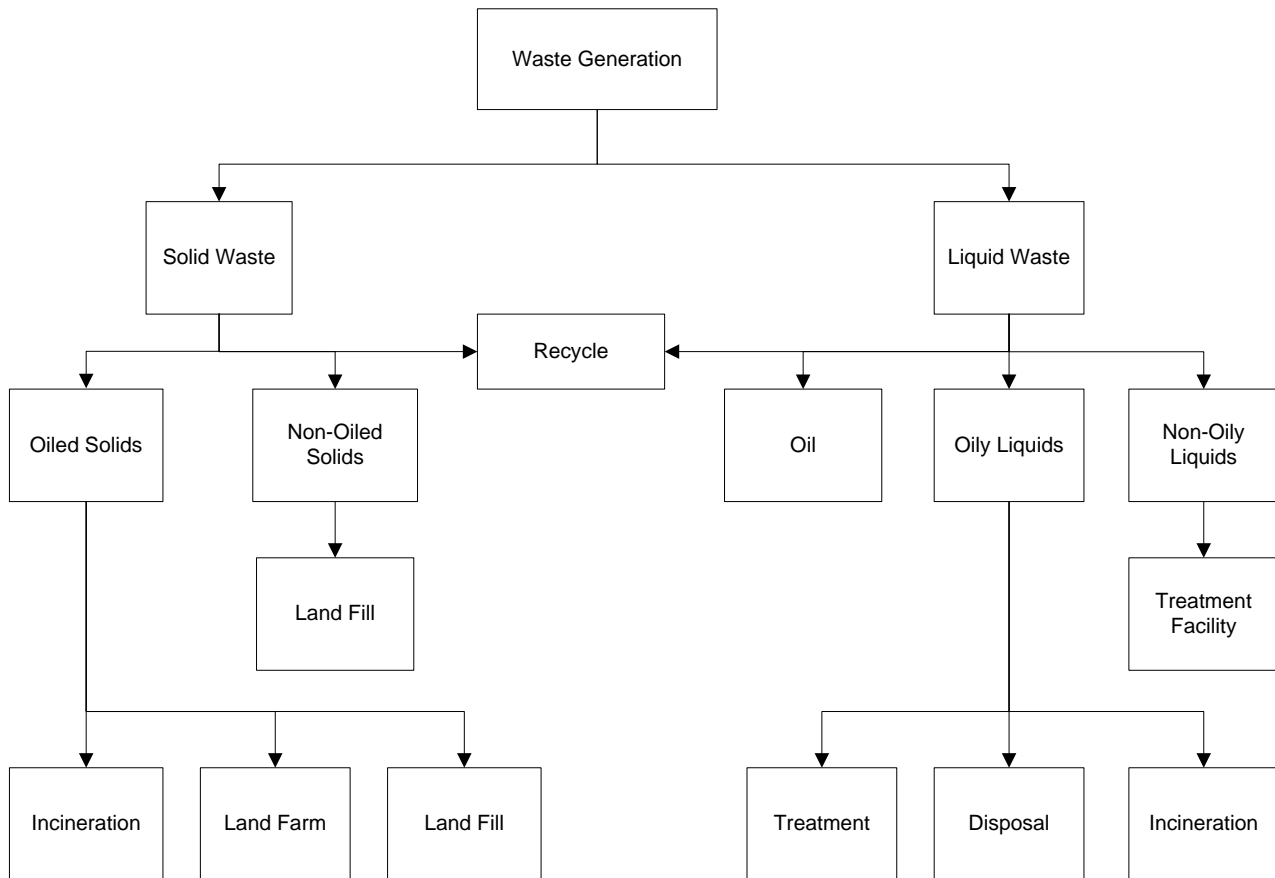 Waste Generation
Solid Waste
Liquid Waste
Recycle
Oiled Solids
Non-Oiled
Solids
Oil
Oily Liquids
Non-Oily
Liquids
Land Fill
Treatment
Facility
Incineration
Land Farm
Land Fill
Treatment
Disposal
Incineration